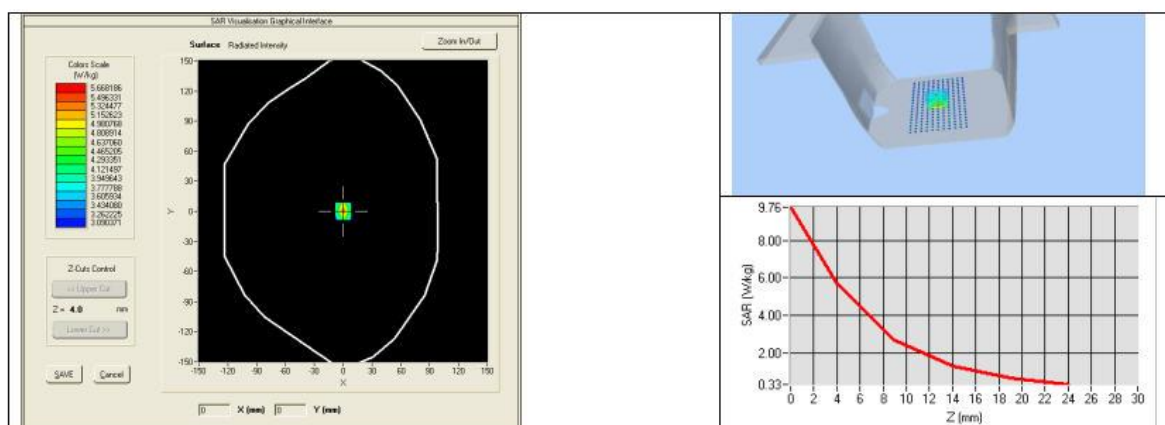 SAR Visualisation Graphical Interface
Surface Radiated Intensity
Zoom In/Out
Colors Scale
(W/kg)
5.668186
5.496331
5.324477
5.152623
4.980768
4.808914
4.637060
4.465205
4.293351
4.121497
3.949643
3.777788
3.605934
3.434080
3.262225
3.090371
Z-Cuts Control
<< Upper Cut
Z = 4.0 mm
Lower Cut >>
SAVE Cancel
Y
150
120
90
60
30
0
-30
-60
-90
-120
-150
-150 -120 -90 -60 -30 0 30 60 90 120 150
X
0 X (mm) 0 Y (mm)
SAR (W/kg)
9.76
8.00
6.00
4.00
2.00
0.33
0 2 4 6 8 10 12 14 16 18 20 22 24 26 28 30
Z (mm)